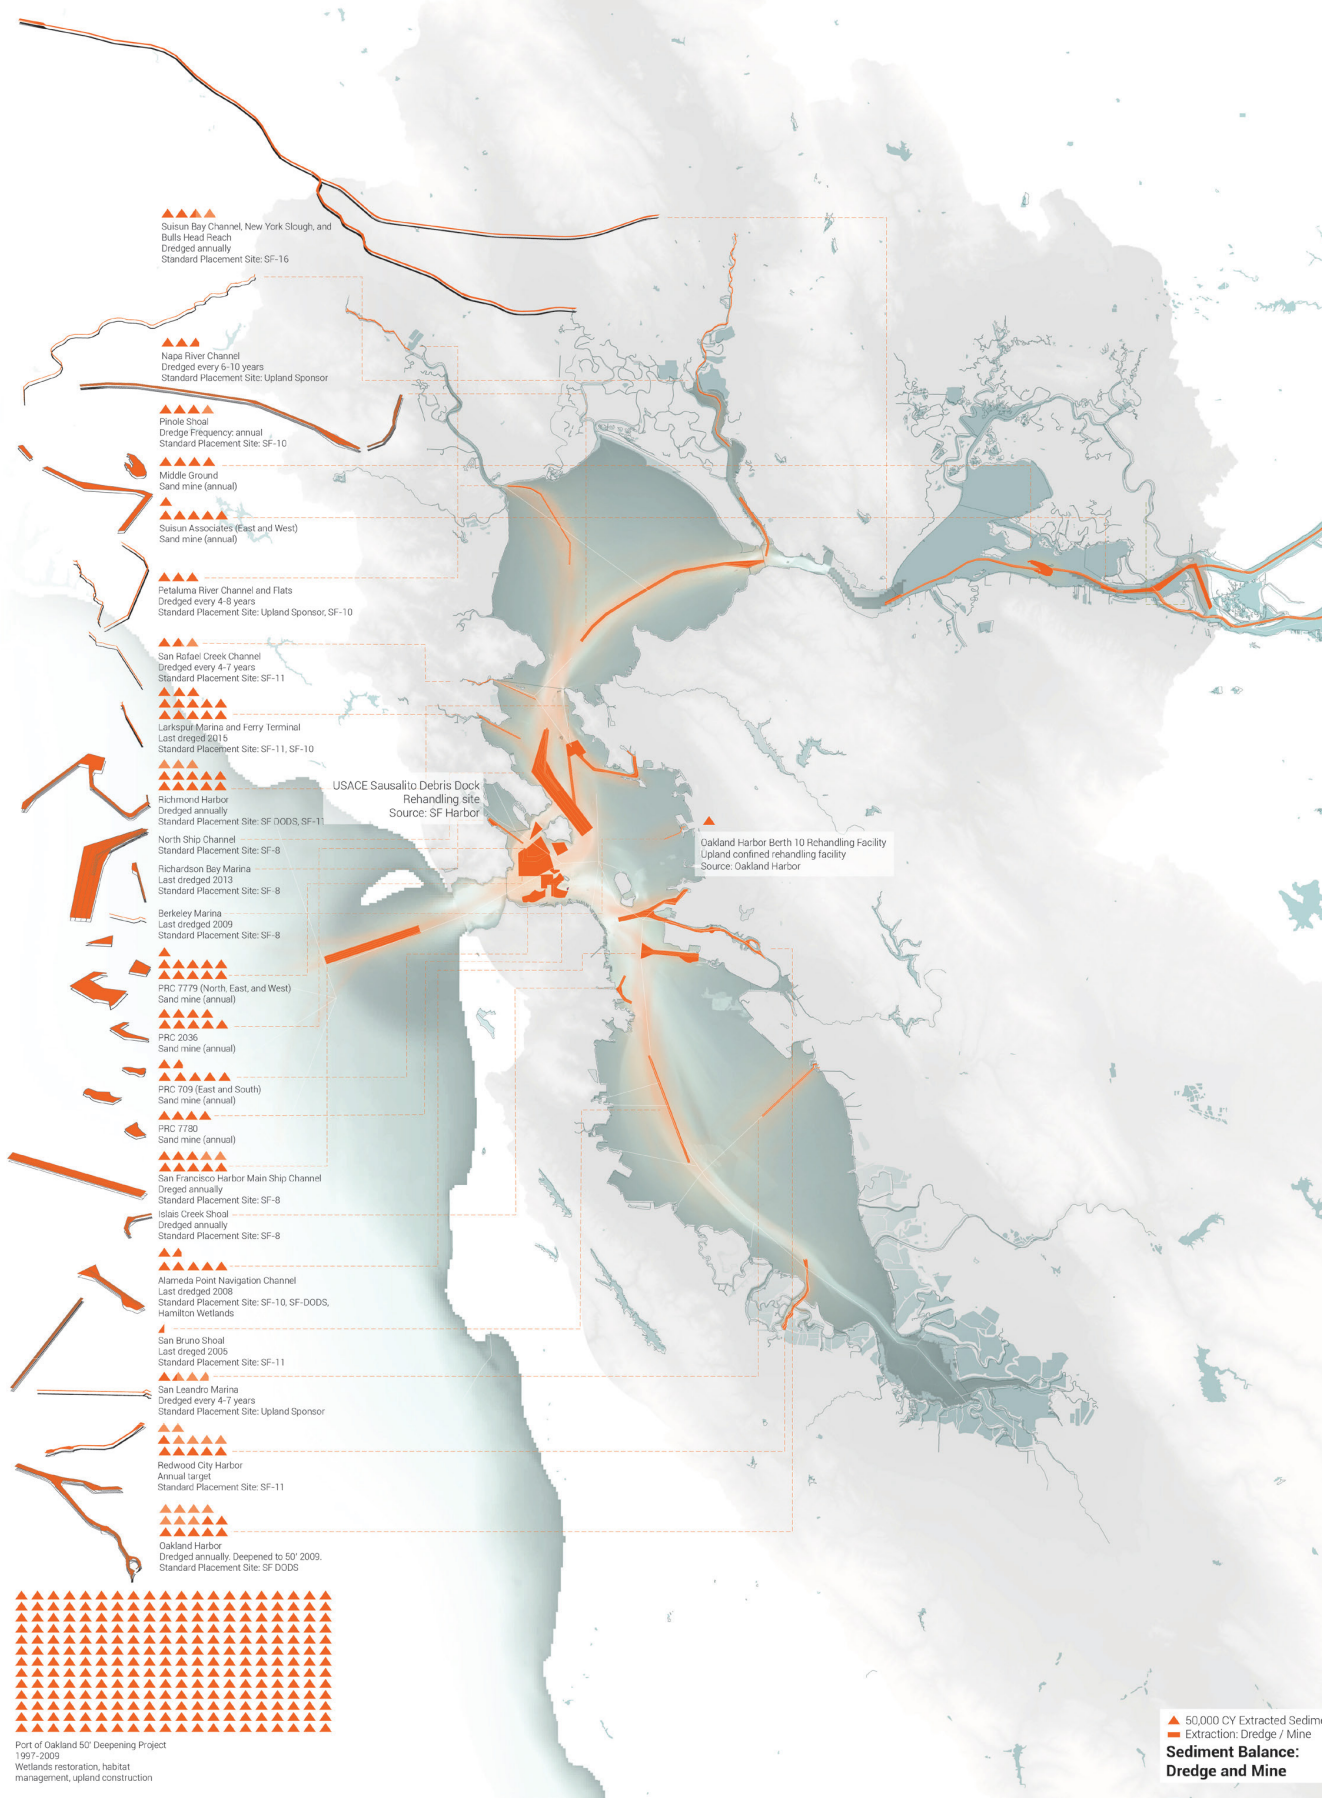 Suisun Bay Channel, New York Slough, and
Bulls Head Reach
Dredged annually
Standard Placement Site: SF-16
Napa River Channel
Dredged every 6-10 years
Standard Placement Site: Upland Sponsor
Pinole Shoal
Dredge Frequency: annual
Standard Placement Site: SF-10
Middle Ground
Sand mine (annual)
Suisun Associates (East and West)
Sand mine (annual)
Petaluma River Channel and Flats
Dredged every 4-8 years
Standard Placement Site: Upland Sponsor, SF-10
San Rafael Creek Channel
Dredged every 4-7 years
Standard Placement Site: SF-11
Larkspur Marina and Ferry Terminal
Last dreged 2015
Standard Placement Site: SF-11, SF-10
Richmond Harbor
Dredged annually
Standard Placement Site: SF DODS, SF-11
USACE Sausalito Debris Dock
Rehandling site
Source: SF Harbor
Oakland Harbor Berth 10 Rehandling Facility
Upland confined rehandling facility
Source: Oakland Harbor
North Ship Channel
Standard Placement Site: SF-8
Richardson Bay Marina
Last dredged 2013
Standard Placement Site: SF-8
Berkeley Marina
Last dredged 2009
Standard Placement Site: SF-8
PRC 7779 (North, East, and West)
Sand mine (annual)
PRC 2036
Sand mine (annual)
PRC 709 (East and South)
Sand mine (annual)
PRC 7780
Sand mine (annual)
San Francisco Harbor Main Ship Channel
Dreged annually
Standard Placement Site: SF-8
Islais Creek Shoal
Dredged annually
Standard Placement Site: SF-8
Alameda Point Navigation Channel
Last dredged 2008
Standard Placement Site: SF-10, SF-DODS,
Hamilton Wetlands
San Bruno Shoal
Last dreged 2005
Standard Placement Site: SF-11
San Leandro Marina
Dredged every 4-7 years
Standard Placement Site: Upland Sponsor
Redwood City Harbor
Annual target
Standard Placement Site: SF-11
Oakland Harbor
Dredged annually. Deepened to 50' 2009.
Standard Placement Site: SF DODS
Port of Oakland 50' Deepening Project
1997-2009
Wetlands restoration, habitat
management, upland construction
50,000 CY Extracted Sedime
Extraction: Dredge / Mine
Sediment Balance:
Dredge and Mine